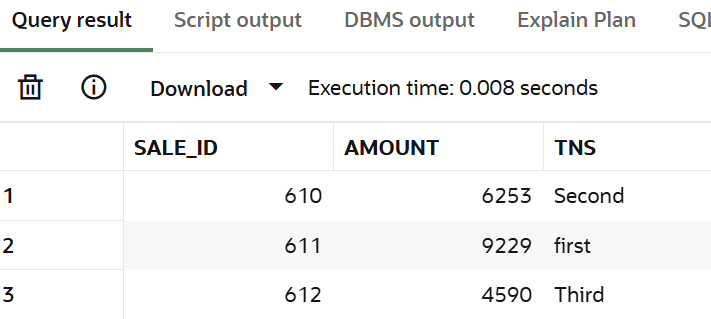 Query result Script output DBMS output Explain Plan SQL
Download Execution time: 0.008 seconds
SALE_ID AMOUNT TNS
1 610 6253 Second
2 611 9229 first
3 612 4590 Third